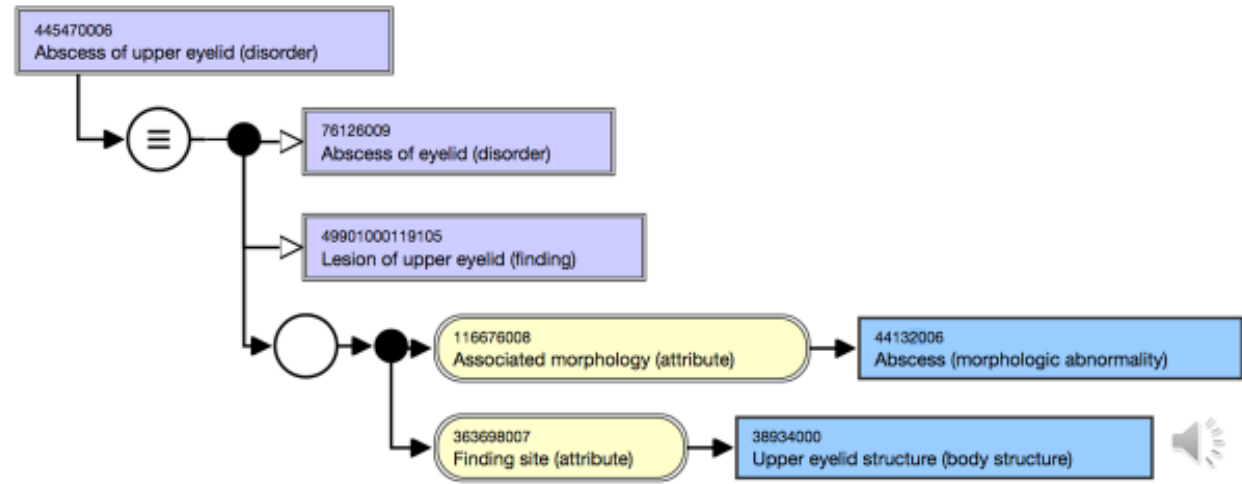 445470006
Abscess of upper eyelid (disorder)
76126009
Abscess of eyelid (disorder)
49901000119105
Lesion of upper eyelid (finding)
116676008
Associated morphology (attribute)
44132006
Abscess (morphologic abnormality)
363698007
Finding site (attribute)
38934000
Upper eyelid structure (body structure)